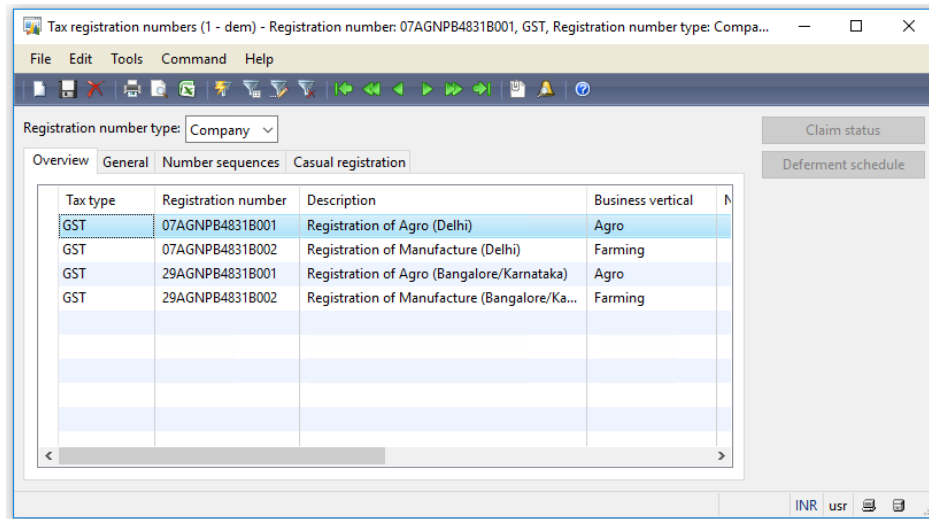 Tax registration numbers (1 - dem) - Registration number: 07AGNPB4831B001, GST, Registration number type: Compa...
File Edit Tools Command Help
Registration number type: Company
Claim status
Overview General Number sequences Casual registration
Deferment schedule
Tax type Registration number Description Business vertical N
GST 07AGNPB4831B001 Registration of Agro (Delhi) Agro
GST 07AGNPB4831B002 Registration of Manufacture (Delhi) Farming
GST 29AGNPB4831B001 Registration of Agro (Bangalore/Karnataka) Agro
GST 29AGNPB4831B002 Registration of Manufacture (Bangalore/Ka... Farming
INR usr